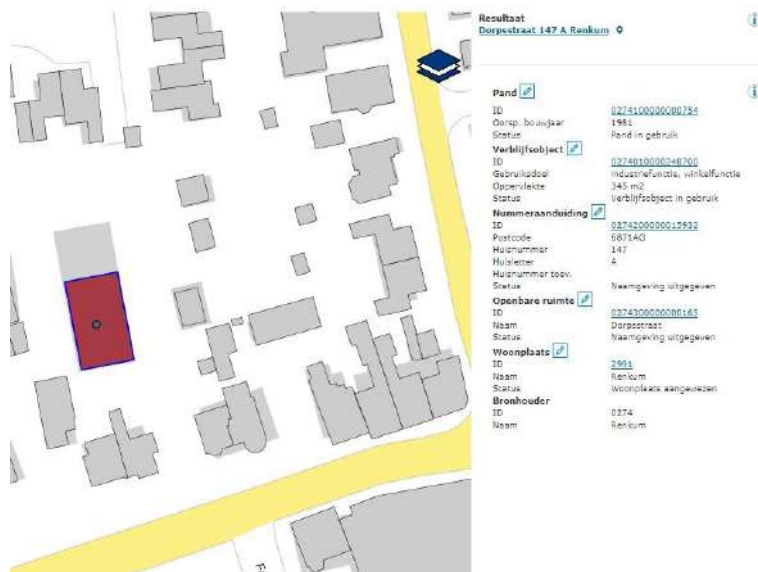 Resultaat
Dorpsstraat 147 A Renkum
Pand
ID 0274100000000754
Oorsp. bouwjaar 1981
Status Pand in gebruik
Verblijfsobject
ID 0274010000248700
Gebruiksdoel industriefunctie, winkelfunctie
Oppervlakte 345 m2
Status Verblijfsobject in gebruik
Nummeraanduiding
ID 0274200000015932
Postcode 6871AG
Huisnummer 147
Huisletter A
Huisnummer toev.
Status Naamgeving uitgegeven
Openbare ruimte
ID 0274300000000165
Naam Dorpsstraat
Status Naamgeving uitgegeven
Woonplaats
ID 2991
Naam Renkum
Status Woonplaats aangewezen
Bronhouder
ID 0274
Naam Renkum